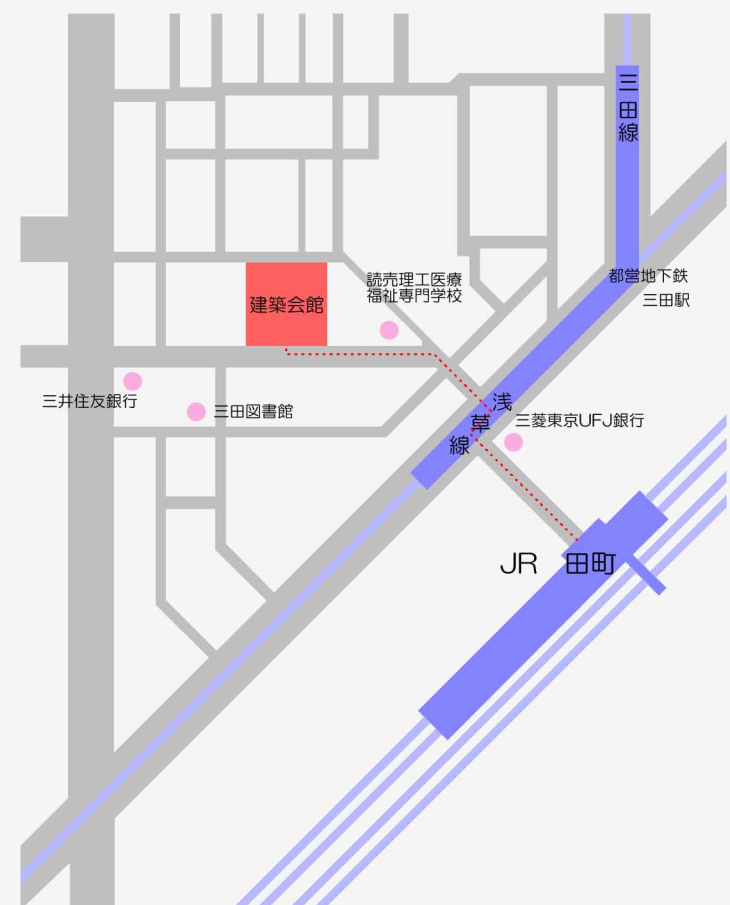 三田線
都営地下鉄
三田駅
読売理工医療
福祉専門学校
建築会館
三井住友銀行
三田図書館
浅草線
三菱東京UFJ銀行
JR 田町